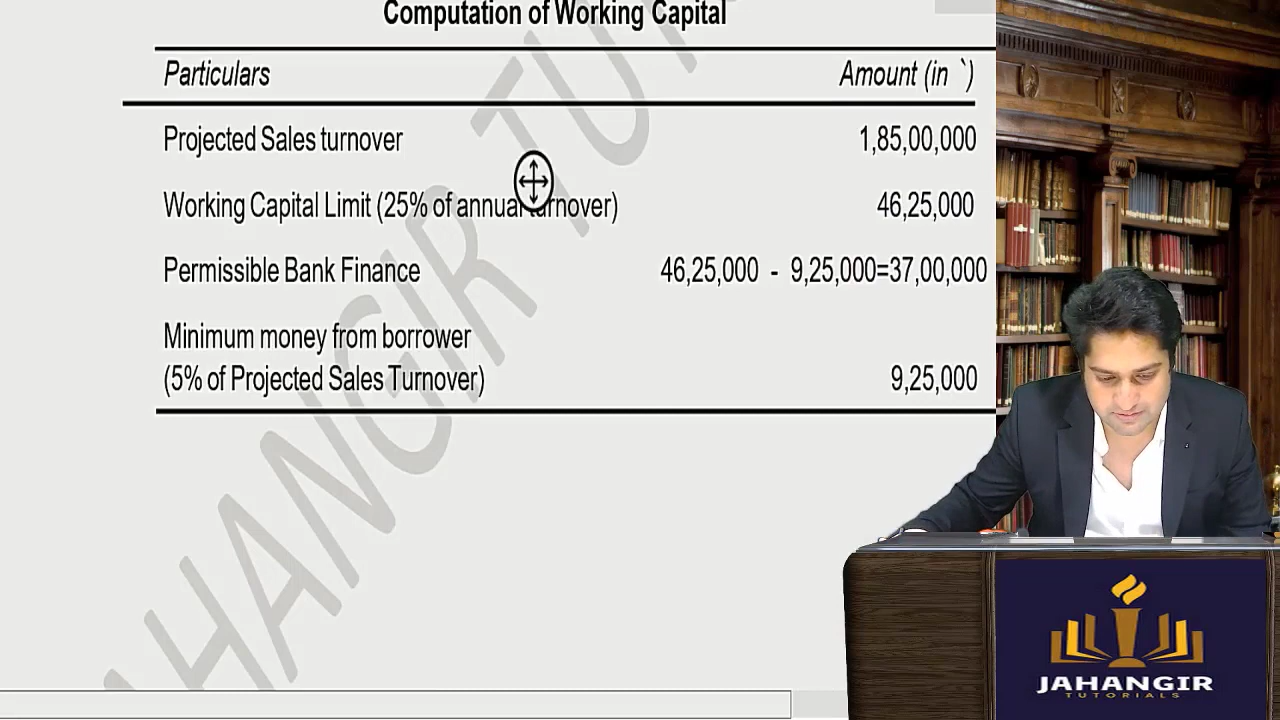 Computation of Working Capital
Particulars Amount (in `)
Projected Sales turnover 1,85,00,000
Working Capital Limit (25% of annual turnover) 46,25,000
Permissible Bank Finance 46,25,000 - 9,25,000=37,00,000
Minimum money from borrower
(5% of Projected Sales Turnover) 9,25,000
JAHANGIR
TUTORIALS